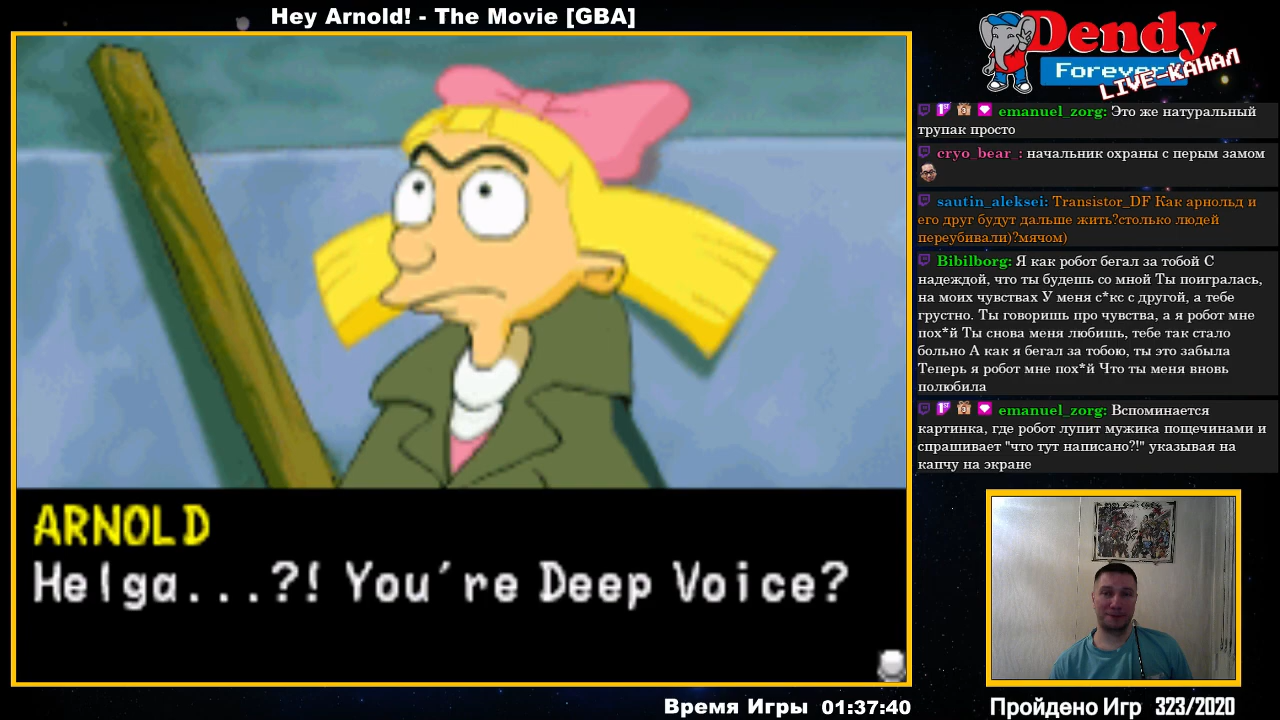 Hey Arnold! - The Movie [GBA]
Dendy
Forever!
LIVE-КАНАЛ
emanuel_zorg: Это же натуральный
трупак просто
cryo_bear_: начальник охраны с перым замом
sautin_aleksei: Transistor_DF Как арнольд и
его друг будут дальше жить?столько людей
переубивали)?мячом)
Bibilborg: Я как робот бегал за тобой С
надеждой, что ты будешь со мной Ты поигралась,
на моих чувствах У меня с*кс с другой, а тебе
грустно. Ты говоришь про чувства, а я робот мне
пох*й Ты снова меня любишь, тебе так стало
больно А как я бегал за тобою, ты это забыла
Теперь я робот мне пох*й Что ты меня вновь
полюбила
emanuel_zorg: Вспоминается
картинка, где робот лупит мужика пощечинами и
спрашивает "что тут написано?!" указывая на
капчу на экране
ARNOLD
Helga...?! You're Deep Voice?
Время Игры 01:37:40
Пройдено Игр 323/2020